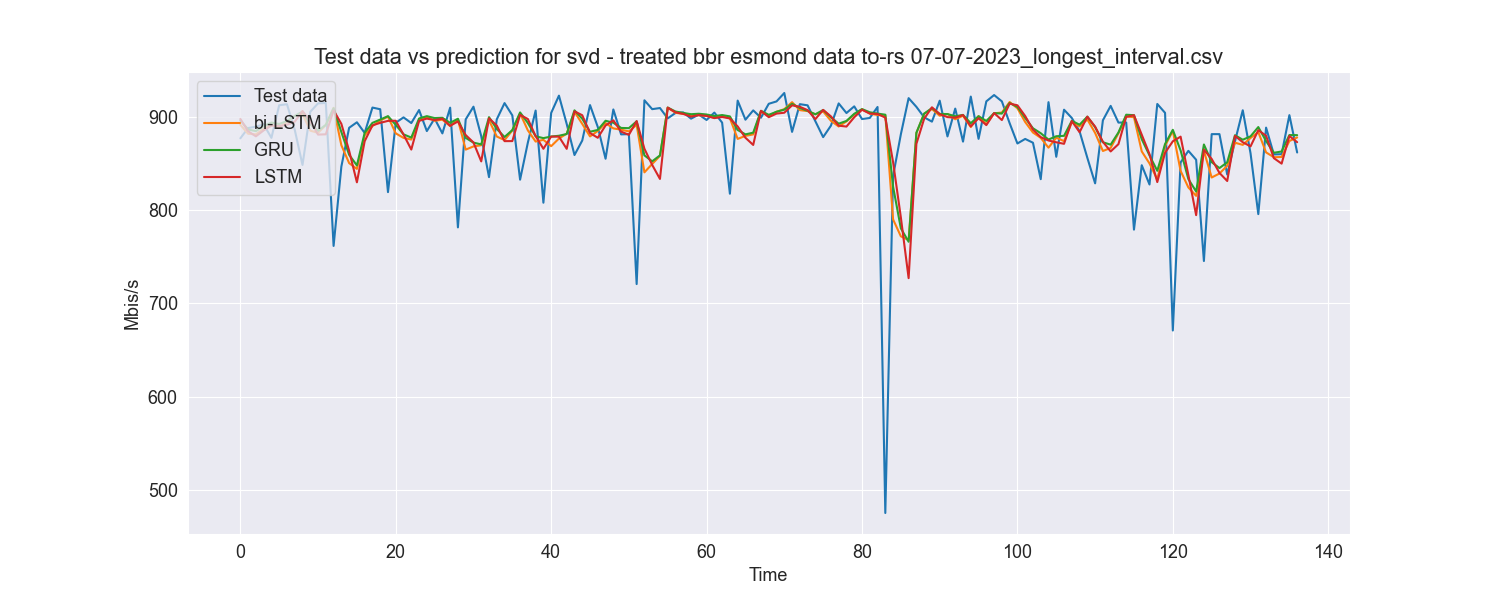 Test data vs prediction for svd - treated bbr esmond data to-rs 07-07-2023_longest_interval.csv
Test data
bi-LSTM
GRU
LSTM
900
800
700
600
500
Mbis/s
0 20 40 60 80 100 120 140
Time